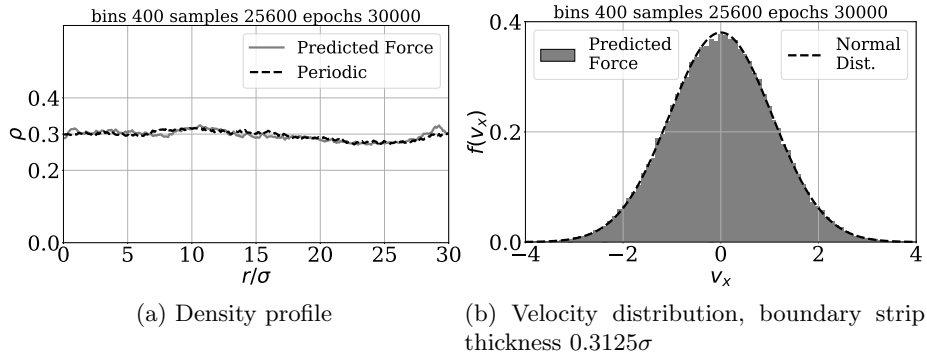 bins 400 samples 25600 epochs 30000
0.4
0.3
0.2
0.0
ρ
Predicted Force
Periodic
0 5 10 15 20 25 30
r/σ
(a) Density profile
bins 400 samples 25600 epochs 30000
0.4
0.2
0.0
f(vₓ)
Predicted
Force
Normal
Dist.
−4 −2 0 2 4
vₓ
(b) Velocity distribution, boundary strip
thickness 0.3125σ